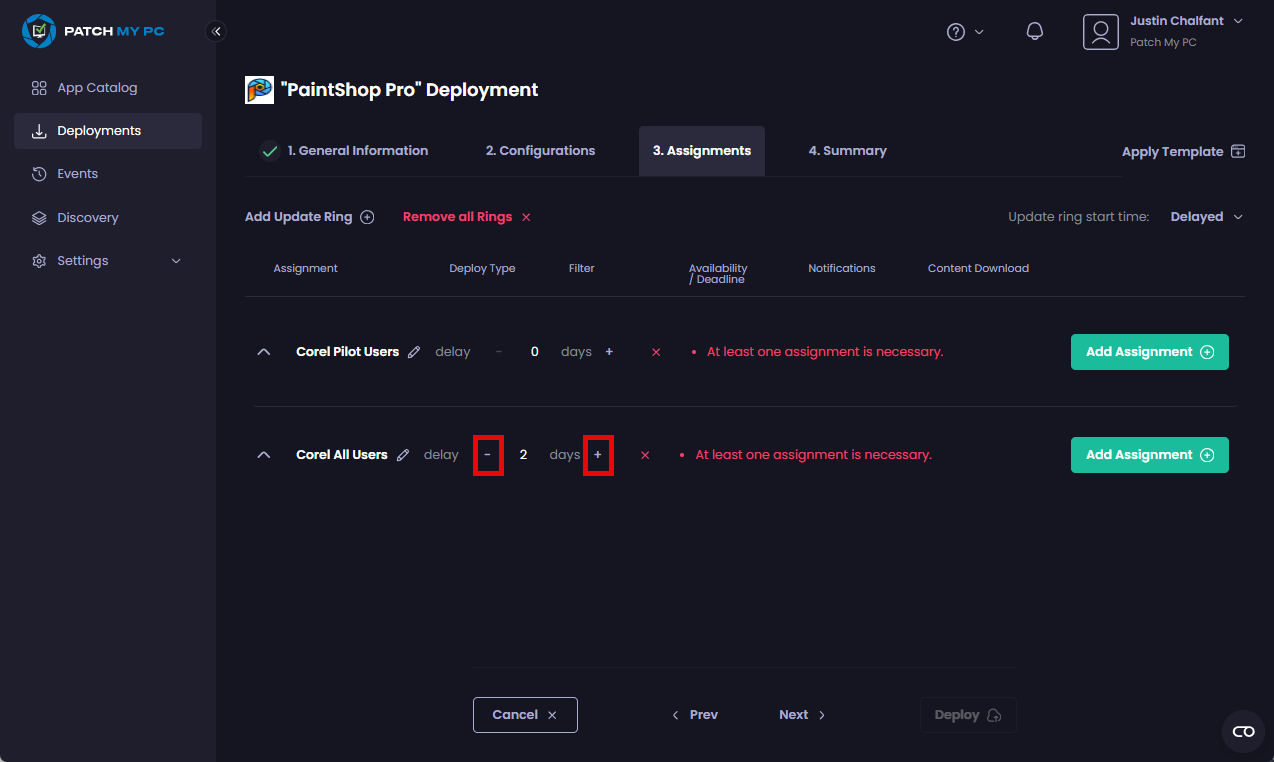 PATCH MY PC
Justin Chalfant
Patch My PC
App Catalog
Deployments
Events
Discovery
Settings
"PaintShop Pro" Deployment
1. General Information
2. Configurations
3. Assignments
4. Summary
Apply Template
Add Update Ring
Remove all Rings
Update ring start time:
Delayed
Assignment
Deploy Type
Filter
Availability
/ Deadline
Notifications
Content Download
Corel Pilot Users delay - 0 days +
• At least one assignment is necessary.
Add Assignment
Corel All Users delay - 2 days +
• At least one assignment is necessary.
Add Assignment
Cancel
Prev
Next
Deploy